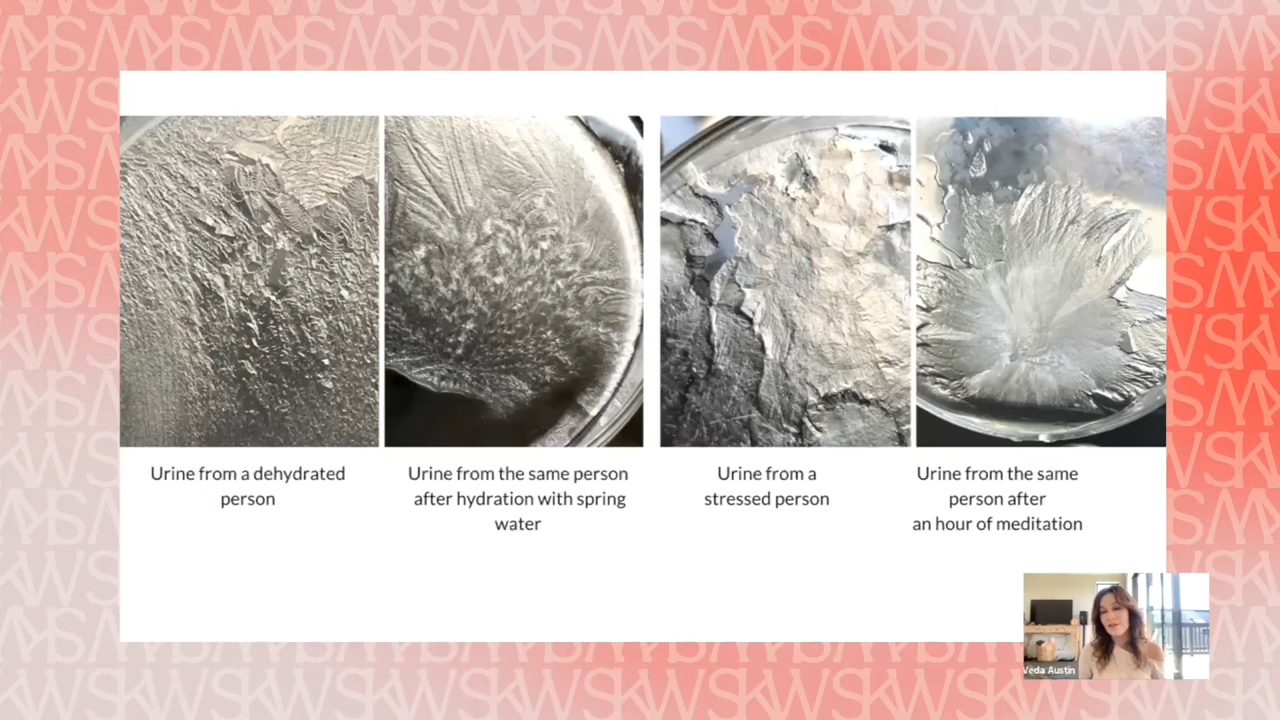 Urine from a dehydrated
person
Urine from the same person
after hydration with spring
water
Urine from a
stressed person
Urine from the same
person after
an hour of meditation
Veda Austin